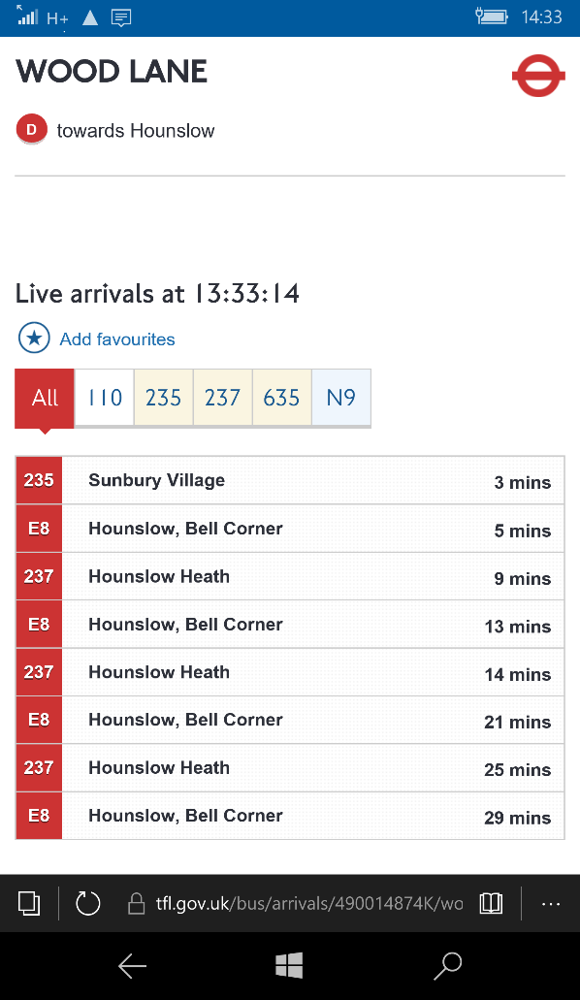 H+ 14:33
WOOD LANE
D towards Hounslow
Live arrivals at 13:33:14
Add favourites
All 110 235 237 635 N9
235 Sunbury Village 3 mins
E8 Hounslow, Bell Corner 5 mins
237 Hounslow Heath 9 mins
E8 Hounslow, Bell Corner 13 mins
237 Hounslow Heath 14 mins
E8 Hounslow, Bell Corner 21 mins
237 Hounslow Heath 25 mins
E8 Hounslow, Bell Corner 29 mins
tfl.gov.uk/bus/arrivals/490014874K/wo ...